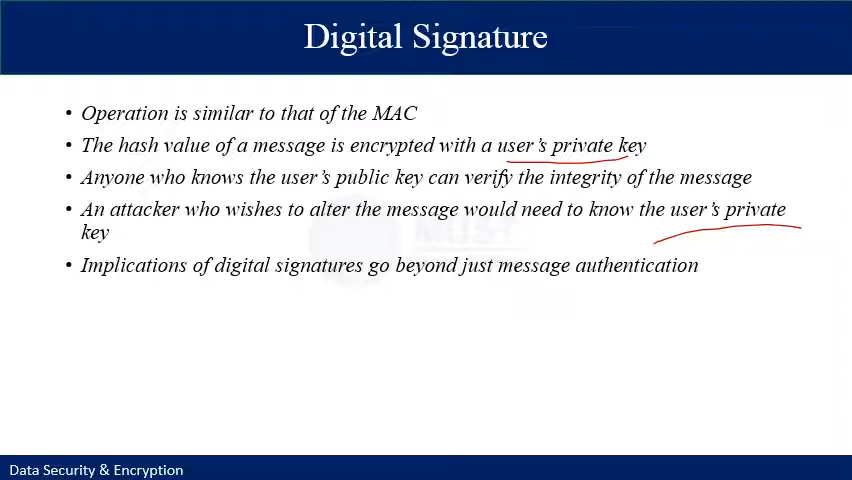 Digital Signature
• Operation is similar to that of the MAC
• The hash value of a message is encrypted with a user's private key
• Anyone who knows the user's public key can verify the integrity of the message
• An attacker who wishes to alter the message would need to know the user's private
key
• Implications of digital signatures go beyond just message authentication
Data Security & Encryption